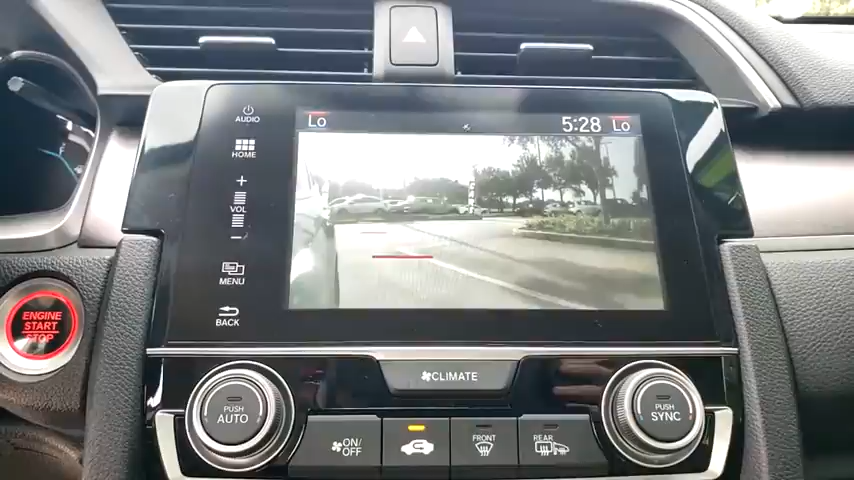 AUDIO
Lo
5:28 Lo
HOME
+
VOL
-
MENU
BACK
ENGINE
START
STOP
CLIMATE
PUSH
AUTO
PUSH
SYNC
ON/
OFF
FRONT
REAR